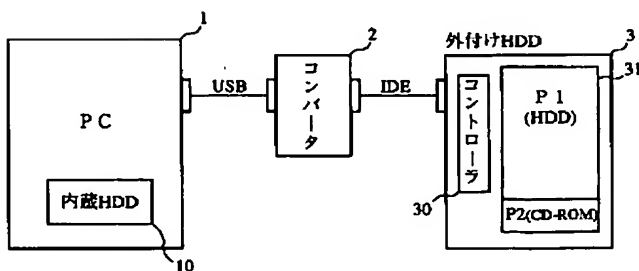 1
PC
内蔵HDD
10
USB
2
コンバータ
IDE
外付けHDD
3
31
コントローラ
30
P1
(HDD)
P2(CD-ROM)